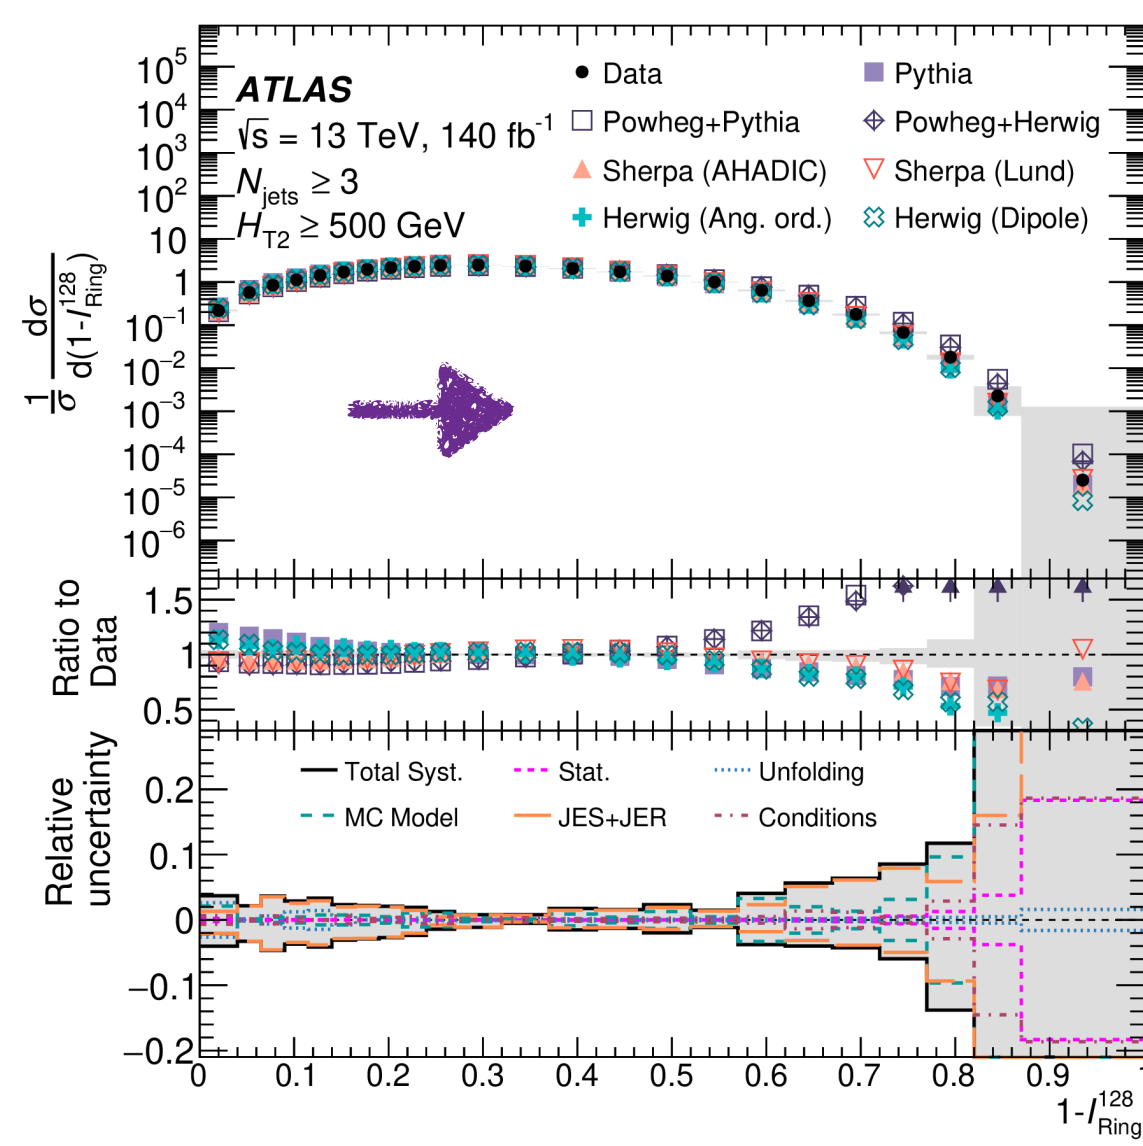 ATLAS
√s = 13 TeV, 140 fb⁻¹
N_jets ≥ 3
H_T2 ≥ 500 GeV
Data
Pythia
Powheg+Pythia
Powheg+Herwig
Sherpa (AHADIC)
Sherpa (Lund)
Herwig (Ang. ord.)
Herwig (Dipole)
1/σ dσ/d(1-I_Ring^128)
10⁵
10⁴
10³
10²
10
1
10⁻¹
10⁻²
10⁻³
10⁻⁴
10⁻⁵
10⁻⁶
Ratio to
Data
1.5
1
0.5
Relative
uncertainty
Total Syst.
Stat.
Unfolding
MC Model
JES+JER
Conditions
0.2
0.1
0
−0.1
−0.2
0 0.1 0.2 0.3 0.4 0.5 0.6 0.7 0.8 0.9
1-I_Ring^128